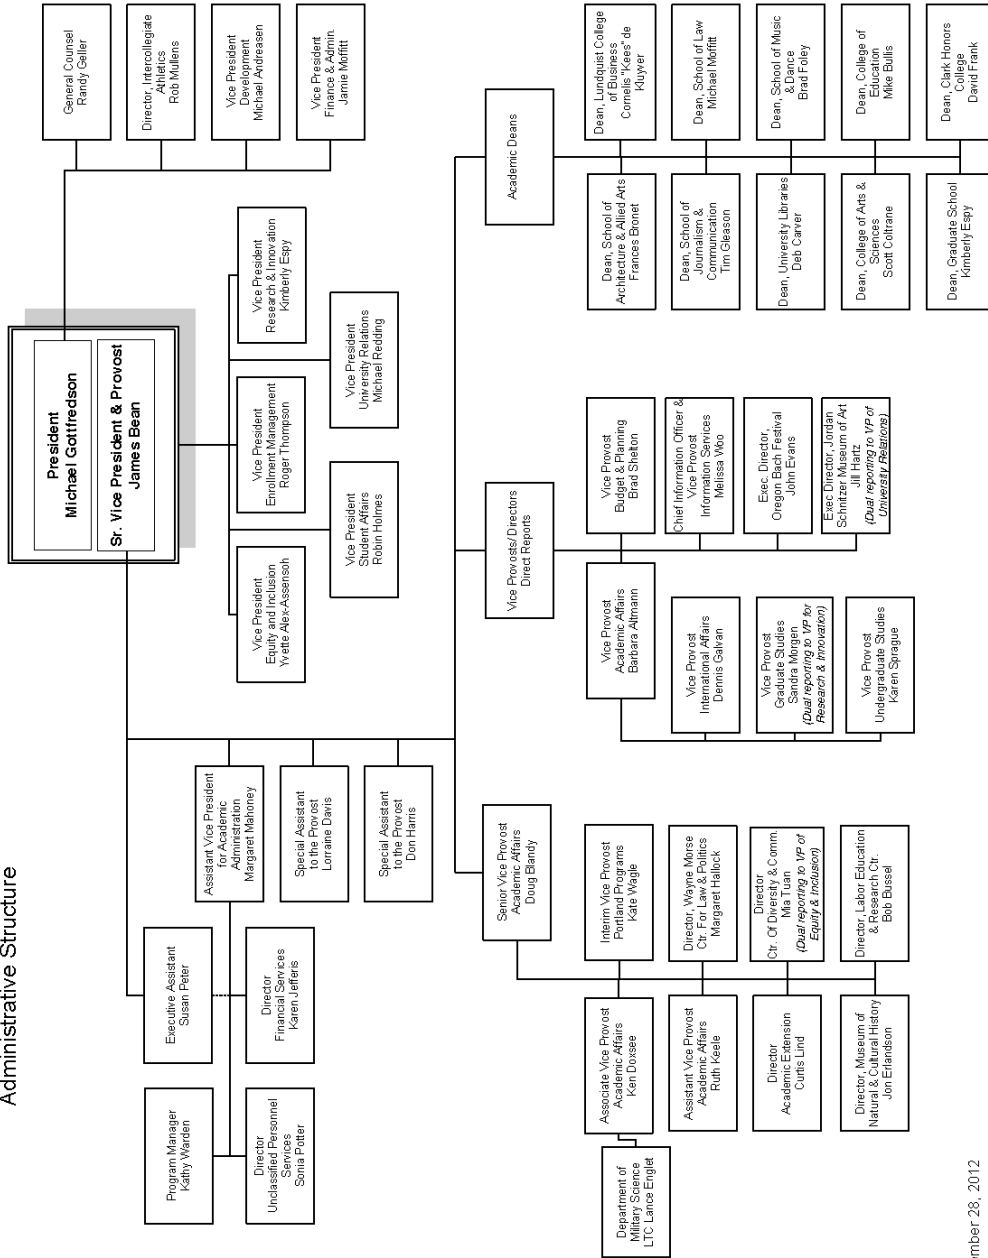 Administrative Structure
President
Michael Gottfredson
Sr. Vice President & Provost
James Bean
General Counsel
Randy Geller
Director, Intercollegiate
Athletics
Rob Mullens
Vice President
Development
Michael Andreasen
Vice President
Finance & Admin.
Jamie Moffitt
Vice President
Equity and Inclusion
Yvette Alex-Assensoh
Vice President
Student Affairs
Robin Holmes
Vice President
Enrollment Management
Roger Thompson
Vice President
University Relations
Michael Redding
Vice President
Research & Innovation
Kimberly Espy
Executive Assistant
Susan Peter
Assistant Vice President
for Academic
Administration
Margaret Mahoney
Special Assistant
to the Provost
Lorraine Davis
Special Assistant
to the Provost
Don Harris
Program Manager
Kathy Warden
Director
Financial Services
Karen Jefferis
Director
Unclassified Personnel
Services
Sonia Potter
Senior Vice Provost
Academic Affairs
Doug Blandy
Vice Provosts/Directors
Direct Reports
Academic Deans
Associate Vice Provost
Academic Affairs
Ken Doxsee
Interim Vice Provost
Portland Programs
Kate Wagle
Department of
Military Science
LTC Lance Englet
Assistant Vice Provost
Academic Affairs
Ruth Keele
Director, Wayne Morse
Ctr. For Law & Politics
Margaret Hallock
Director
Academic Extension
Curtis Lind
Director
Ctr. Of Diversity & Comm.
Mia Tuan
(Dual reporting to VP of
Equity & Inclusion)
Director, Museum of
Natural & Cultural History
Jon Erlandson
Director, Labor Education
& Research Ctr.
Bob Bussel
Vice Provost
Academic Affairs
Barbara Altmann
Vice Provost
Budget & Planning
Brad Shelton
Vice Provost
International Affairs
Dennis Galvan
Chief Information Officer &
Vice Provost
Information Services
Melissa Woo
Vice Provost
Graduate Studies
Sandra Morgen
(Dual reporting to VP for
Research & Innovation)
Exec. Director,
Oregon Bach Festival
John Evans
Vice Provost
Undergraduate Studies
Karen Sprague
Exec Director, Jordan
Schnitzer Museum of Art
Jill Hartz
(Dual reporting to VP of
University Relations)
Dean, School of
Architecture & Allied Arts
Frances Bronet
Dean, Lundquist College
of Business
Cornelis "Kees" de
Kluyver
Dean, School of
Journalism &
Communication
Tim Gleason
Dean, School of Law
Michael Moffitt
Dean, University Libraries
Deb Carver
Dean, School of Music
& Dance
Brad Foley
Dean, College of Arts &
Sciences
Scott Coltrane
Dean, College of
Education
Mike Bullis
Dean, Graduate School
Kimberly Espy
Dean, Clark Honors
College
David Frank
mber 28, 2012